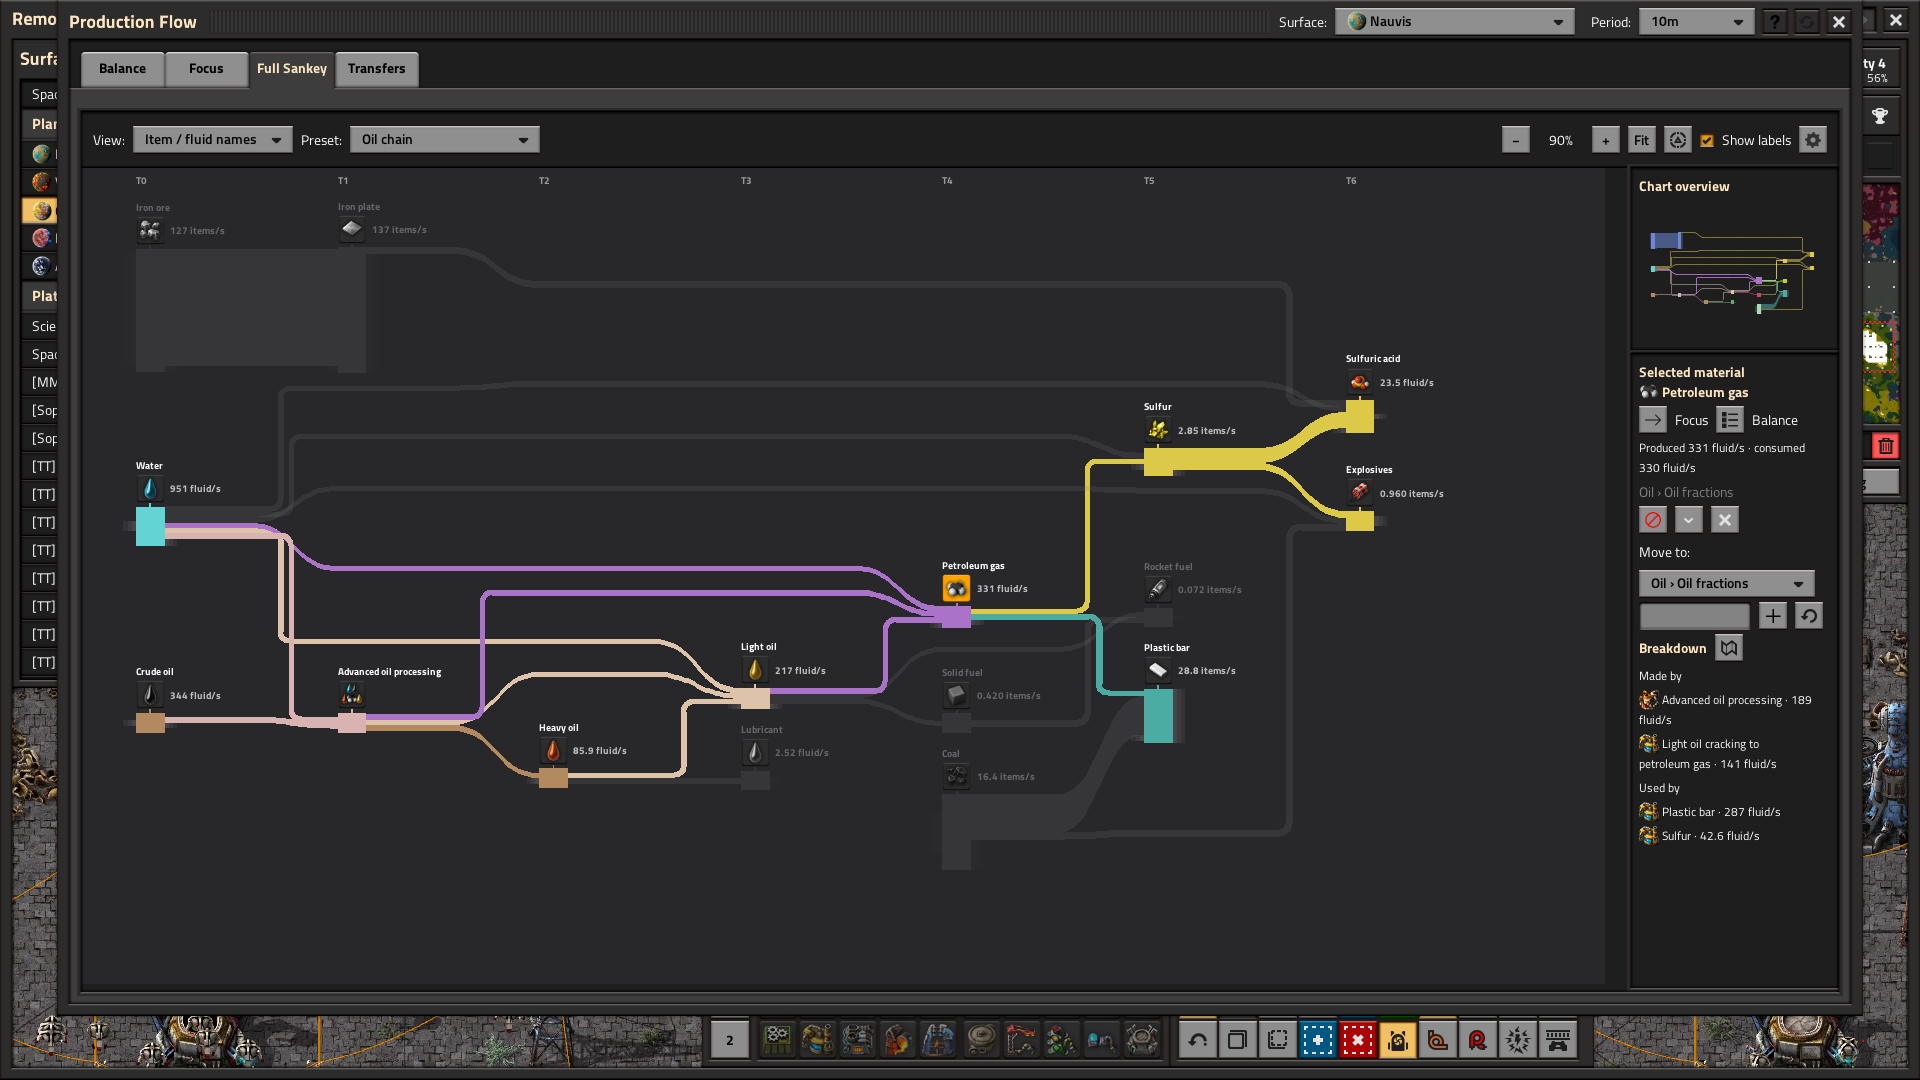 Remo
Production Flow
Surface:
Nauvis
Period:
10m
?
Surfa
Balance
Focus
Full Sankey
Transfers
ty 4
56%
Spac
Plan
Plat
Scie
Spac
[MM
[Sop
[Sop
[TT]
[TT]
[TT]
[TT]
[TT]
[TT]
[TT]
[TT]
View:
Item / fluid names
Preset:
Oil chain
-
90%
+
Fit
Show labels
T0
T1
T2
T3
T4
T5
T6
Iron ore
127 items/s
Iron plate
137 items/s
Sulfuric acid
23.5 fluid/s
Sulfur
2.85 items/s
Water
951 fluid/s
Explosives
0.960 items/s
Petroleum gas
331 fluid/s
Rocket fuel
0.072 items/s
Light oil
217 fluid/s
Plastic bar
28.8 items/s
Crude oil
344 fluid/s
Advanced oil processing
Solid fuel
0.420 items/s
Heavy oil
85.9 fluid/s
Lubricant
2.52 fluid/s
Coal
16.4 items/s
Chart overview
Selected material
Petroleum gas
Focus
Balance
Produced 331 fluid/s · consumed
330 fluid/s
Oil › Oil fractions
Move to:
Oil › Oil fractions
Breakdown
Made by
Advanced oil processing · 189
fluid/s
Light oil cracking to
petroleum gas · 141 fluid/s
Used by
Plastic bar · 287 fluid/s
Sulfur · 42.6 fluid/s
2